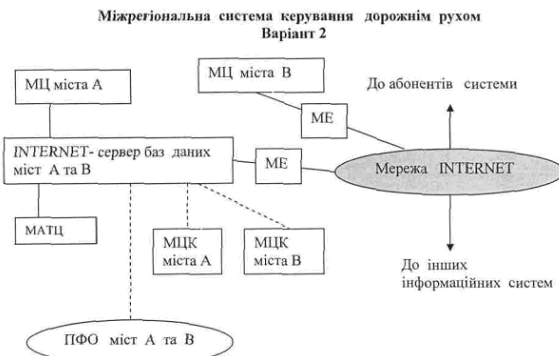 Міжрегіональна система керування дорожнім рухом
Варіант 2
МЦ міста А
МЦ міста В
До абонентів системи
МЕ
INTERNET- сервер баз даних
міст А та В
МЕ
Мережа INTERNET
МАТЦ
МЦК
міста А
МЦК
міста В
До інших
інформаційних систем
ПФО міст А та В